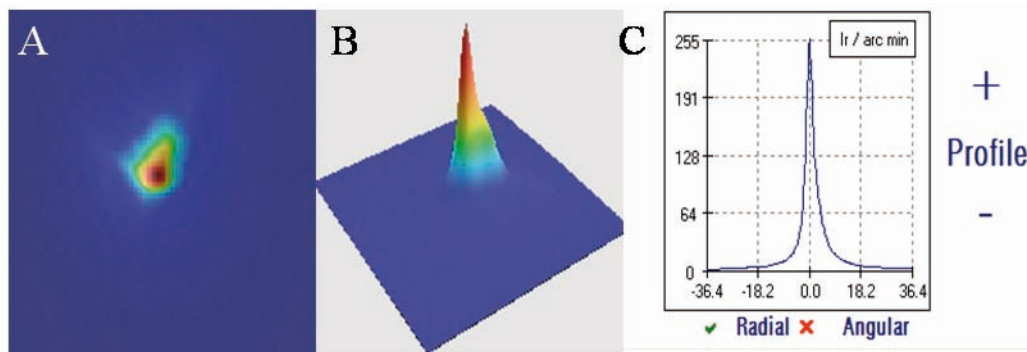 A
B
C
Ir / arc min
255
191
128
64
0
-36.4 -18.2 0.0 18.2 36.4
Radial Angular
+
Profile
-